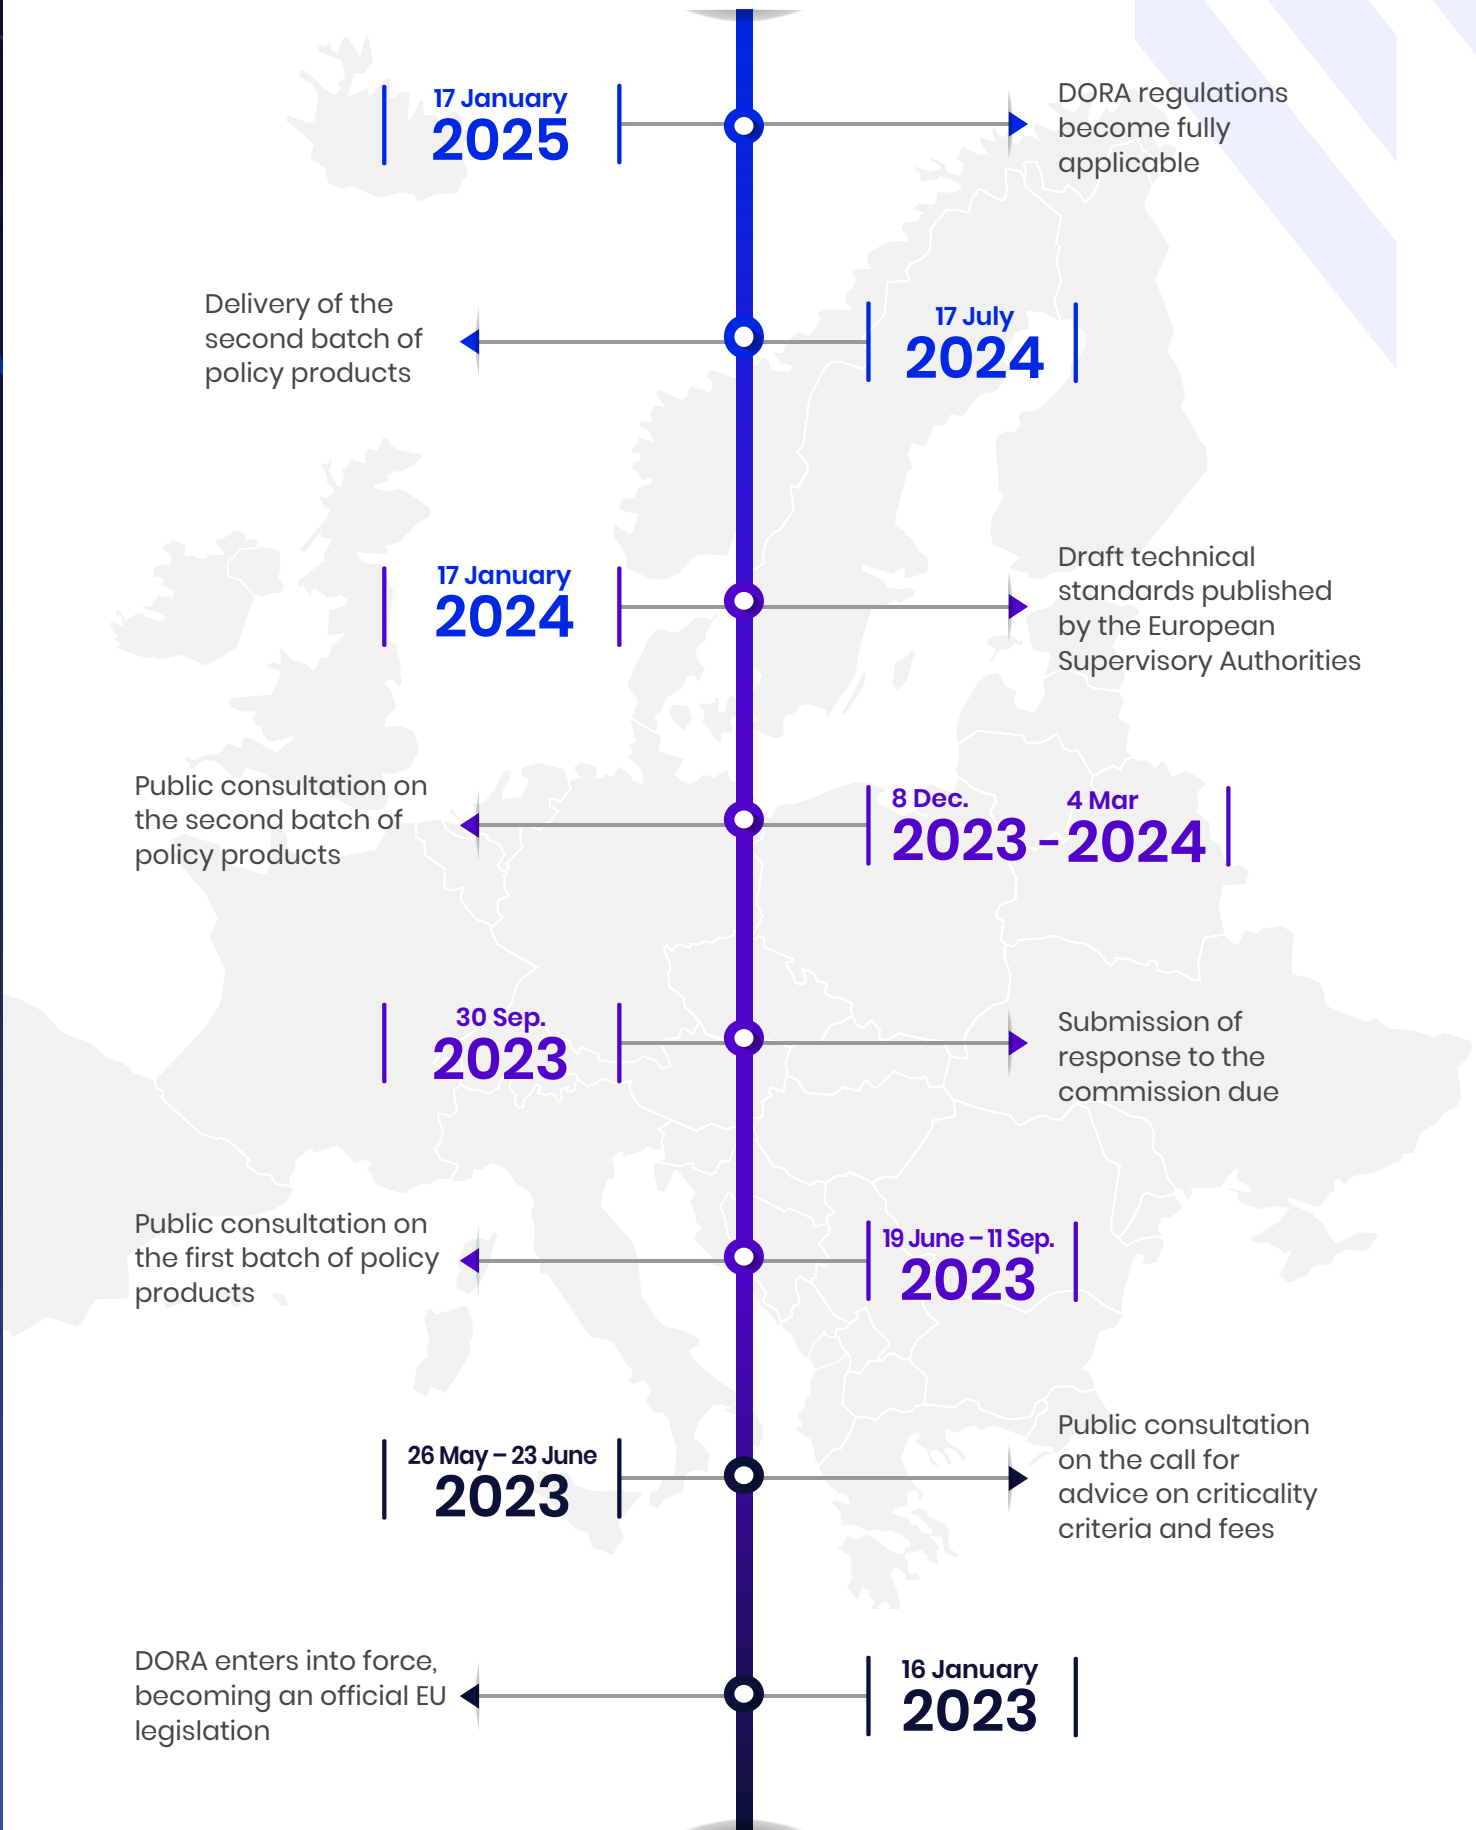 17 January
2025
DORA regulations
become fully
applicable
Delivery of the
second batch of
policy products
17 July
2024
17 January
2024
Draft technical
standards published
by the European
Supervisory Authorities
Public consultation on
the second batch of
policy products
8 Dec. 4 Mar
2023 - 2024
30 Sep.
2023
Submission of
response to the
commission due
Public consultation on
the first batch of policy
products
19 June – 11 Sep.
2023
26 May – 23 June
2023
Public consultation
on the call for
advice on criticality
criteria and fees
DORA enters into force,
becoming an official EU
legislation
16 January
2023